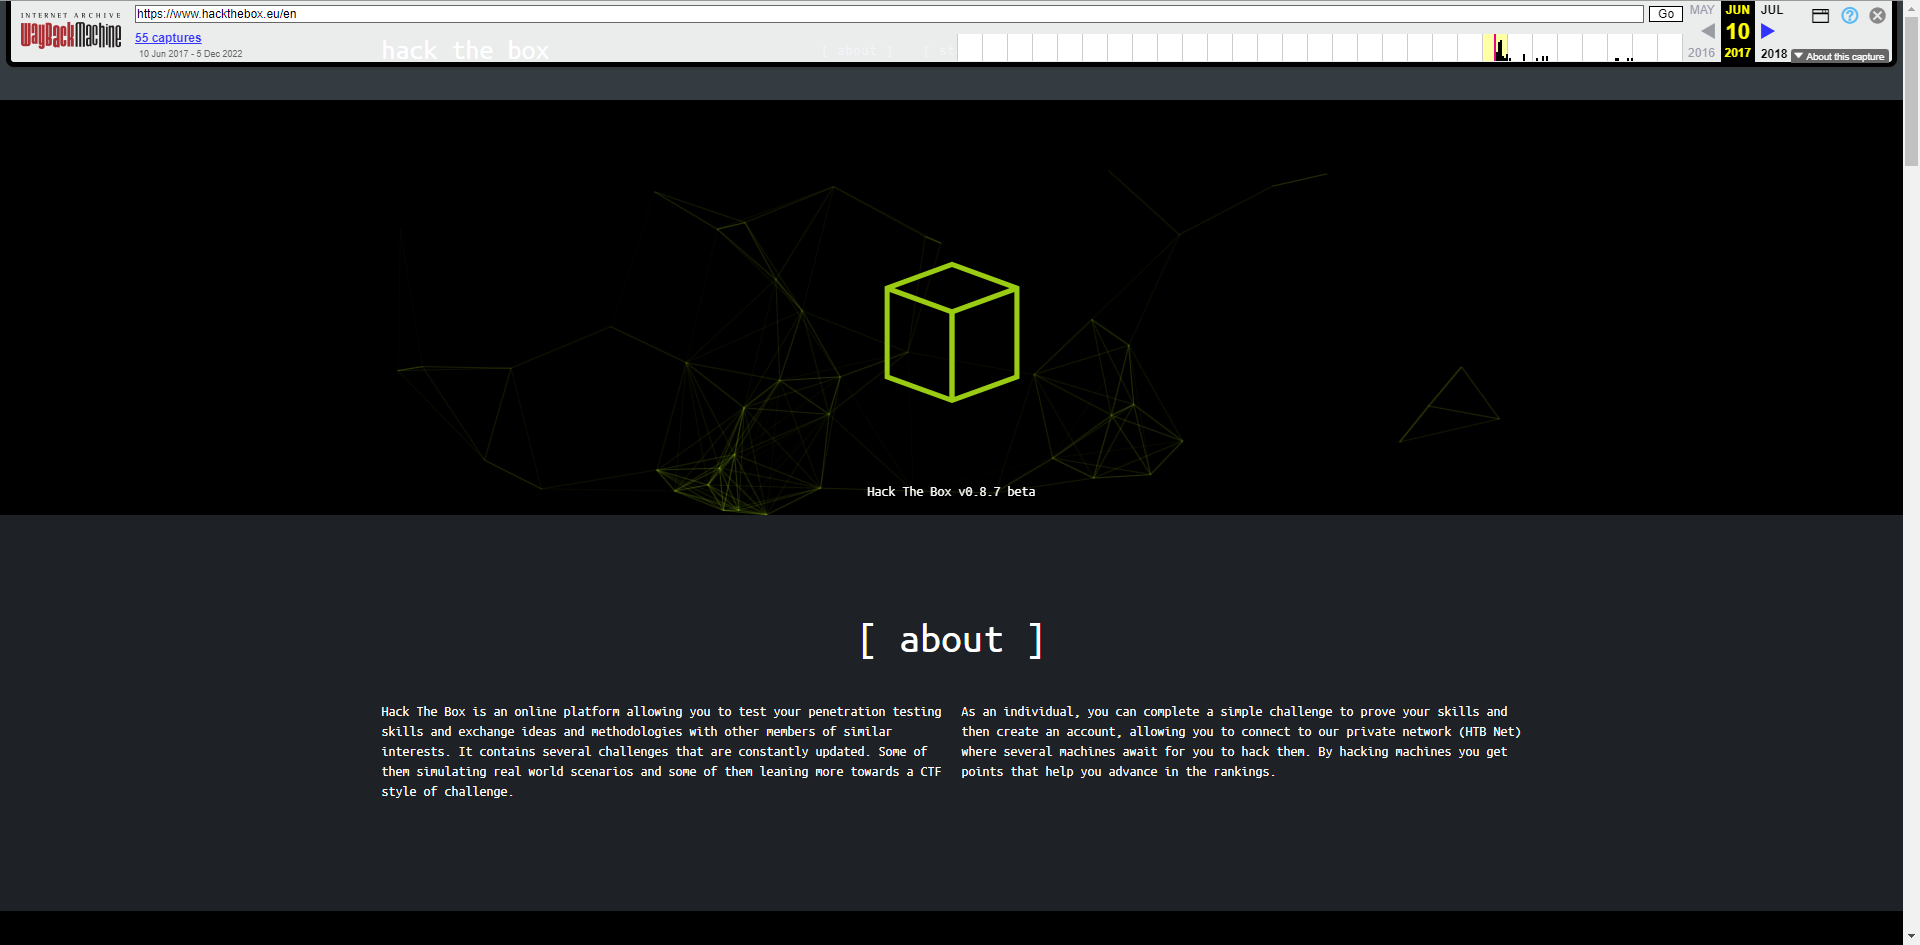 INTERNET ARCHIVE
WayBackMachine
https://www.hackthebox.eu/en
Go
55 captures
10 Jun 2017 - 5 Dec 2022
MAY
JUN
JUL
10
2016
2017
2018
About this capture
hack the box
[ about ]
Hack The Box v0.8.7 beta
[ about ]
Hack The Box is an online platform allowing you to test your penetration testing
skills and exchange ideas and methodologies with other members of similar
interests. It contains several challenges that are constantly updated. Some of
them simulating real world scenarios and some of them leaning more towards a CTF
style of challenge.
As an individual, you can complete a simple challenge to prove your skills and
then create an account, allowing you to connect to our private network (HTB Net)
where several machines await for you to hack them. By hacking machines you get
points that help you advance in the rankings.